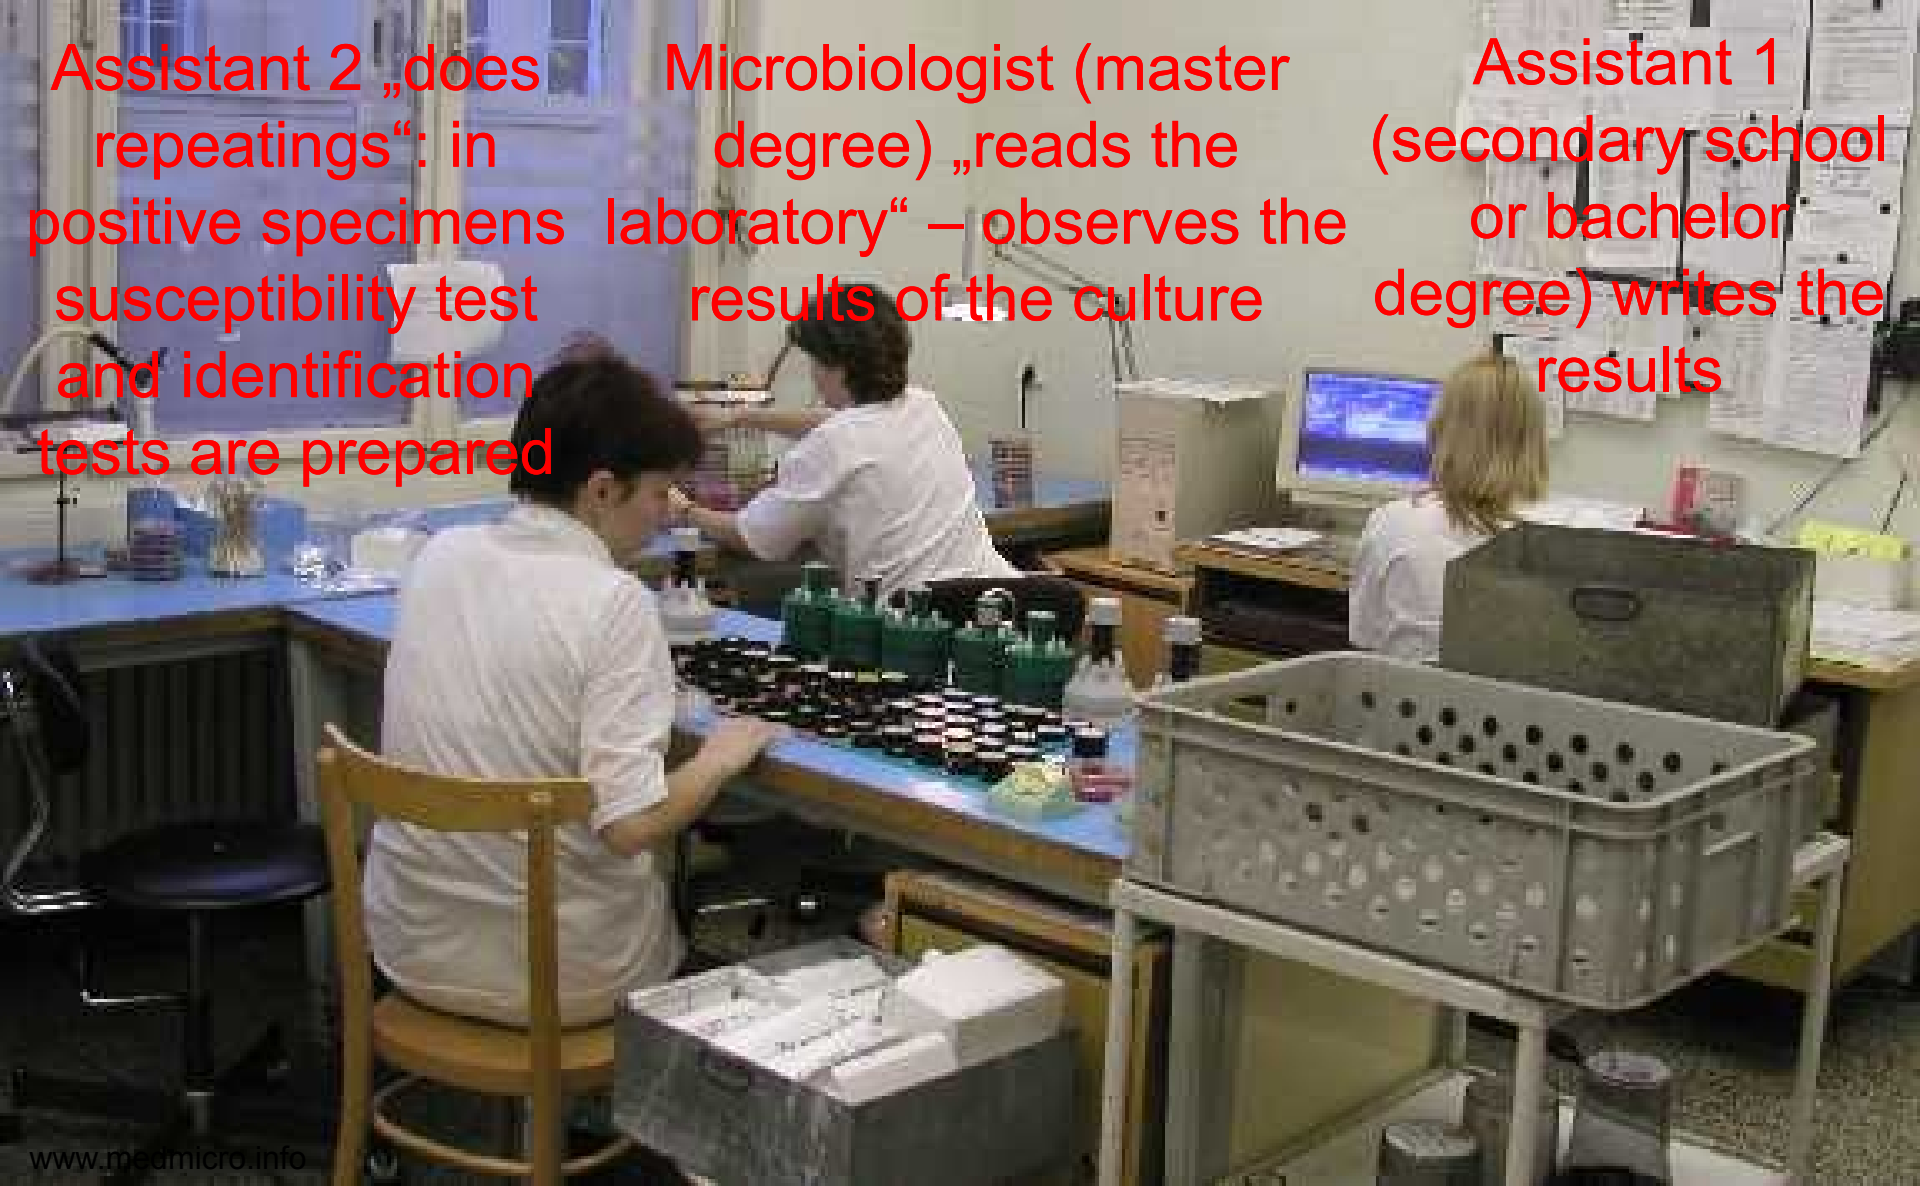 Assistant 2 „does
repeatings“: in
positive specimens
susceptibility test
and identification
tests are prepared
Microbiologist (master
degree) „reads the
laboratory“ – observes the
results of the culture
Assistant 1
(secondary school
or bachelor
degree) writes the
results
www.medmicro.info